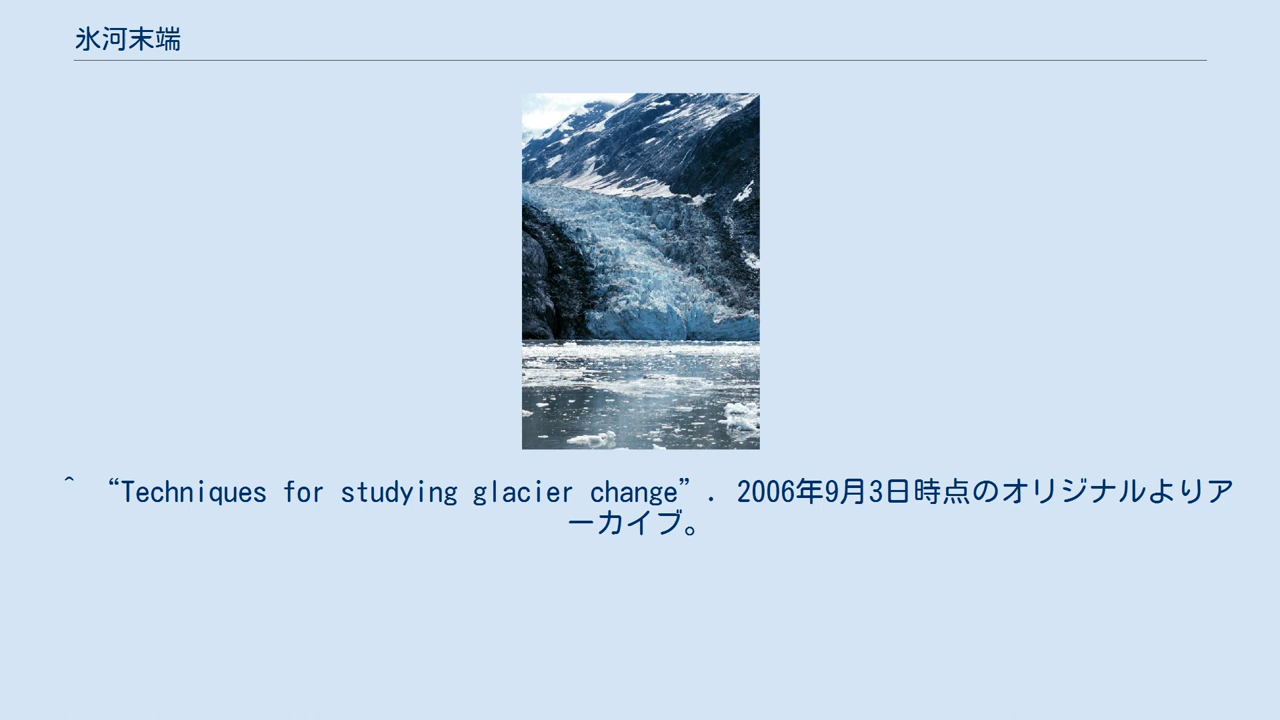 氷河末端
^ “Techniques for studying glacier change”. 2006年9月3日時点のオリジナルよりア
ーカイブ。